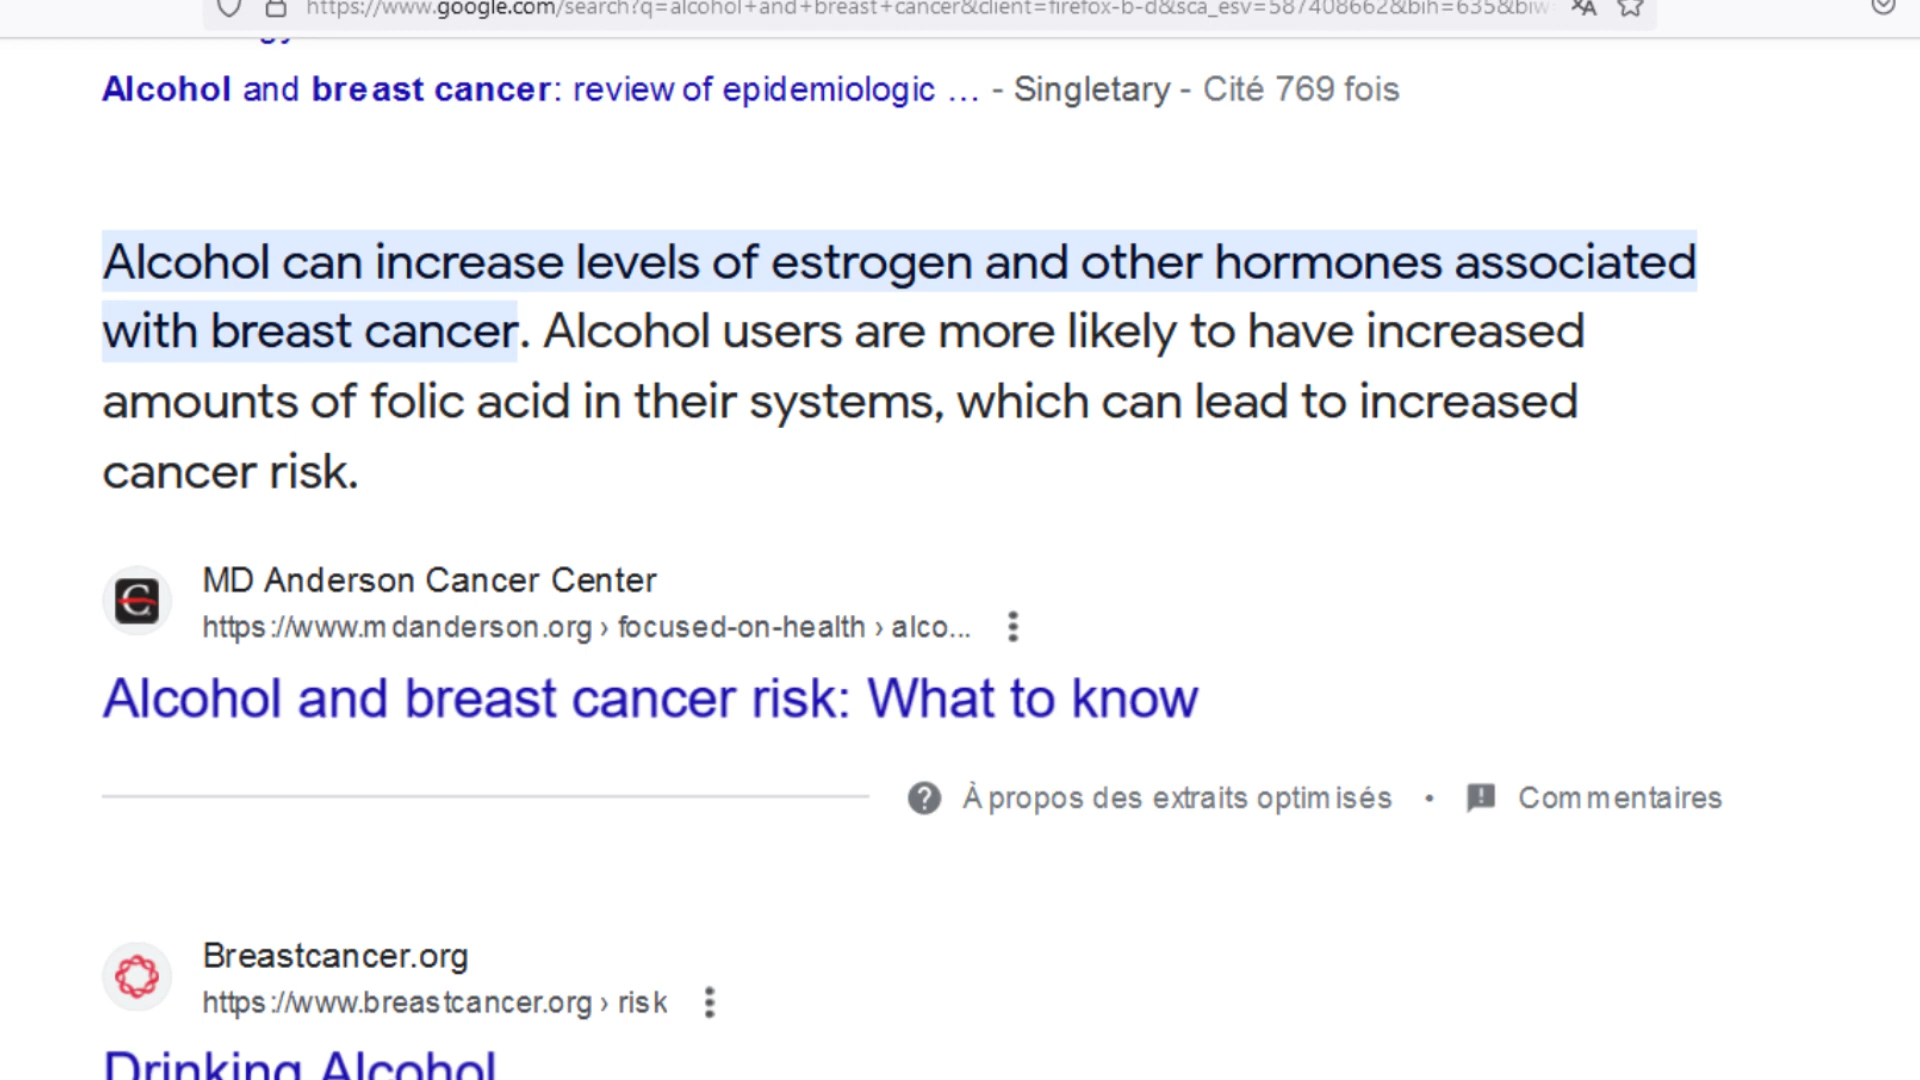 https://www.google.com/search?q=alcohol+and+breast+cancer&client=firefox-b-d&sca_esv=587408662&bih=635&biw
Alcohol and breast cancer: review of epidemiologic … - Singletary - Cité 769 fois
Alcohol can increase levels of estrogen and other hormones associated
with breast cancer. Alcohol users are more likely to have increased
amounts of folic acid in their systems, which can lead to increased
cancer risk.
MD Anderson Cancer Center
https://www.mdanderson.org › focused-on-health › alco...
Alcohol and breast cancer risk: What to know
À propos des extraits optimisés • Commentaires
Breastcancer.org
https://www.breastcancer.org › risk
Drinking Alcohol